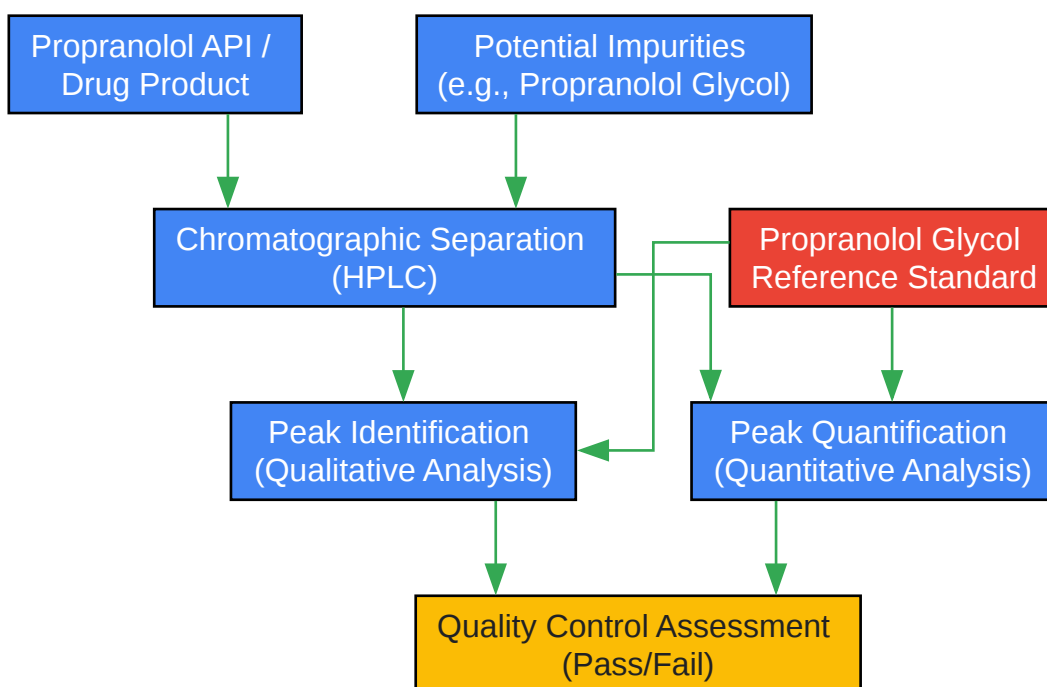 Propranolol API /
Drug Product
Potential Impurities
(e.g., Propranolol Glycol)
Chromatographic Separation
(HPLC)
Propranolol Glycol
Reference Standard
Peak Identification
(Qualitative Analysis)
Peak Quantification
(Quantitative Analysis)
Quality Control Assessment
(Pass/Fail)